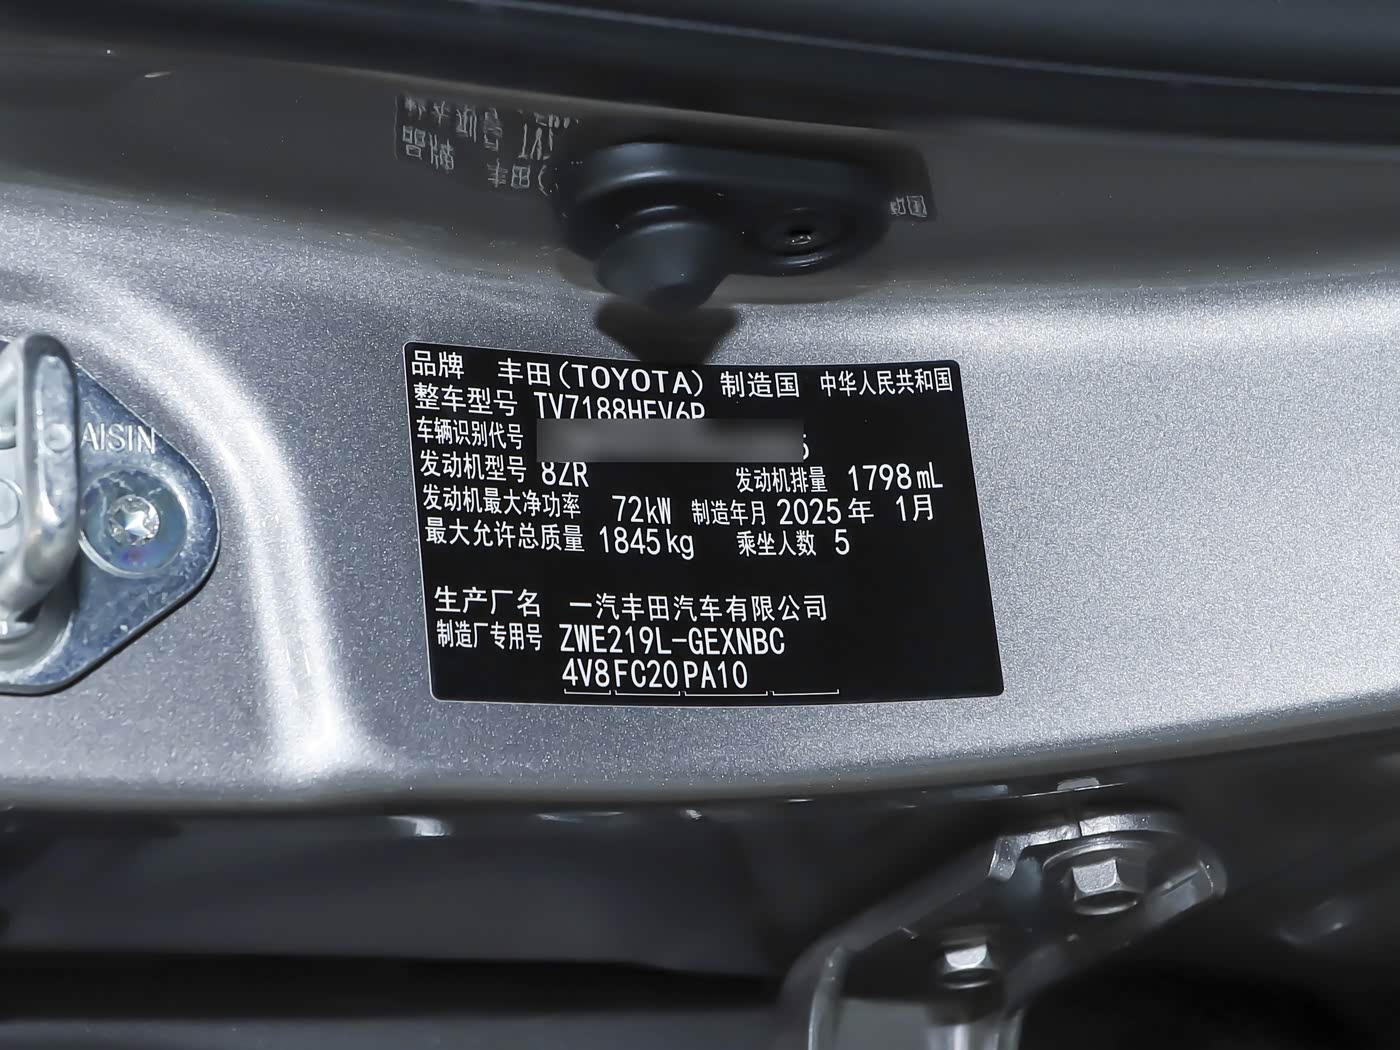 AISIN
品牌 丰田(TOYOTA) 制造国 中华人民共和国
整车型号 TV7188HEV6R
车辆识别代号 5
发动机型号 8ZR 发动机排量 1798mL
发动机最大净功率 72kW 制造年月 2025年 1月
最大允许总质量 1845kg 乘坐人数 5
生产厂名 一汽丰田汽车有限公司
制造厂专用号 ZWE219L-GEXNBC
4V8FC20PA10